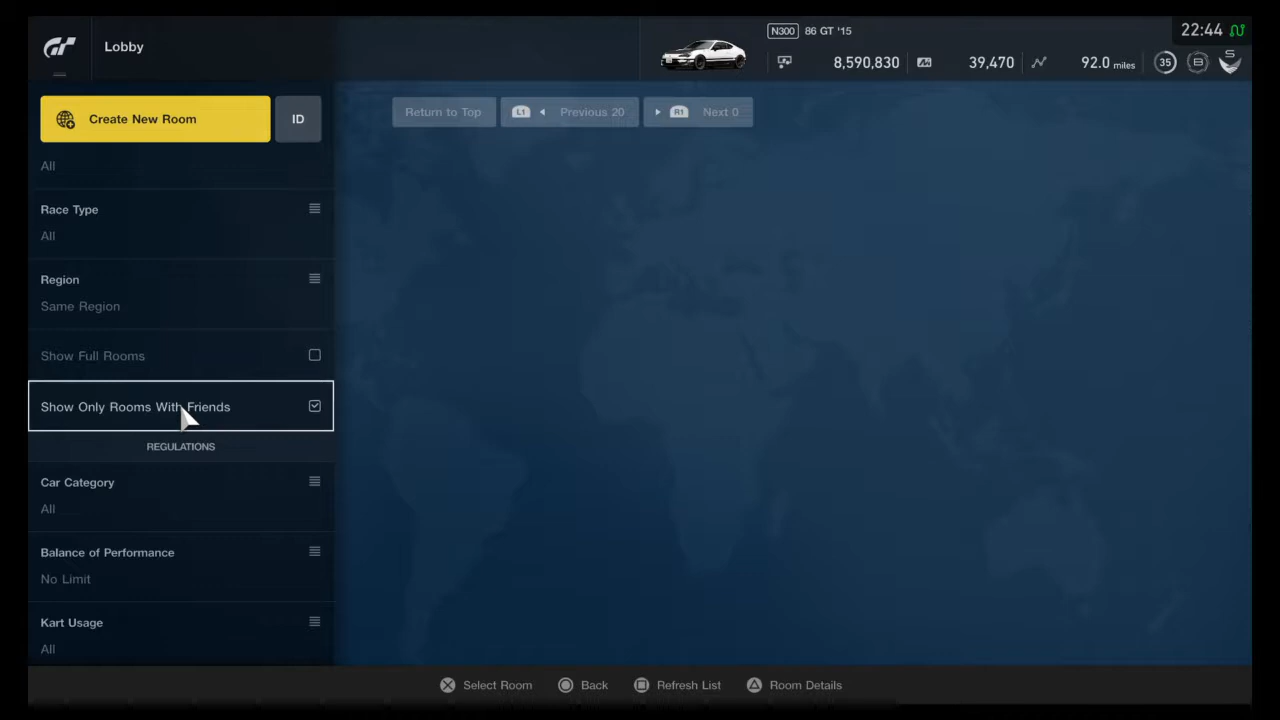 Lobby
N300 86 GT '15
22:44
8,590,830
39,470
92.0 miles
35
B
S
Create New Room
ID
All
Race Type
All
Region
Same Region
Show Full Rooms
Show Only Rooms With Friends
REGULATIONS
Car Category
All
Balance of Performance
No Limit
Kart Usage
All
Return to Top
L1 Previous 20
R1 Next 0
Select Room
Back
Refresh List
Room Details